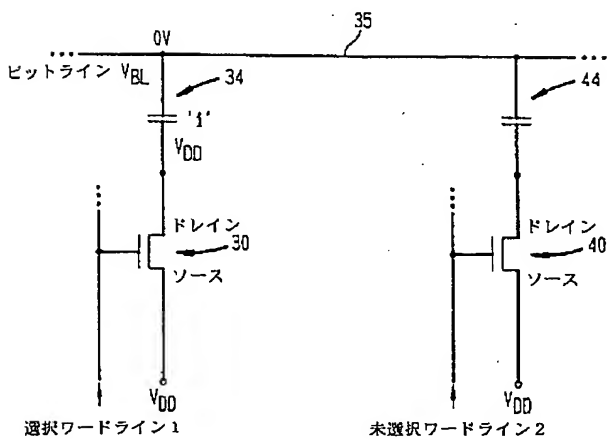 35
0V
ビットライン VBL
34
44
'1'
VDD
ドレイン
30
ソース
ドレイン
40
ソース
VDD
VDD
選択ワードライン1
未選択ワードライン2